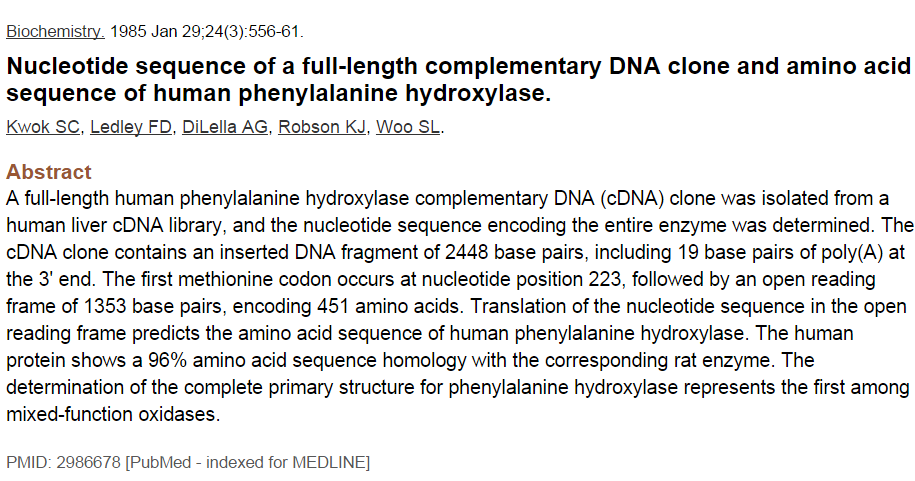 Biochemistry. 1985 Jan 29;24(3):556-61.
Nucleotide sequence of a full-length complementary DNA clone and amino acid
sequence of human phenylalanine hydroxylase.
Kwok SC, Ledley FD, DiLella AG, Robson KJ, Woo SL.
Abstract
A full-length human phenylalanine hydroxylase complementary DNA (cDNA) clone was isolated from a
human liver cDNA library, and the nucleotide sequence encoding the entire enzyme was determined. The
cDNA clone contains an inserted DNA fragment of 2448 base pairs, including 19 base pairs of poly(A) at
the 3' end. The first methionine codon occurs at nucleotide position 223, followed by an open reading
frame of 1353 base pairs, encoding 451 amino acids. Translation of the nucleotide sequence in the open
reading frame predicts the amino acid sequence of human phenylalanine hydroxylase. The human
protein shows a 96% amino acid sequence homology with the corresponding rat enzyme. The
determination of the complete primary structure for phenylalanine hydroxylase represents the first among
mixed-function oxidases.
PMID: 2986678 [PubMed - indexed for MEDLINE]